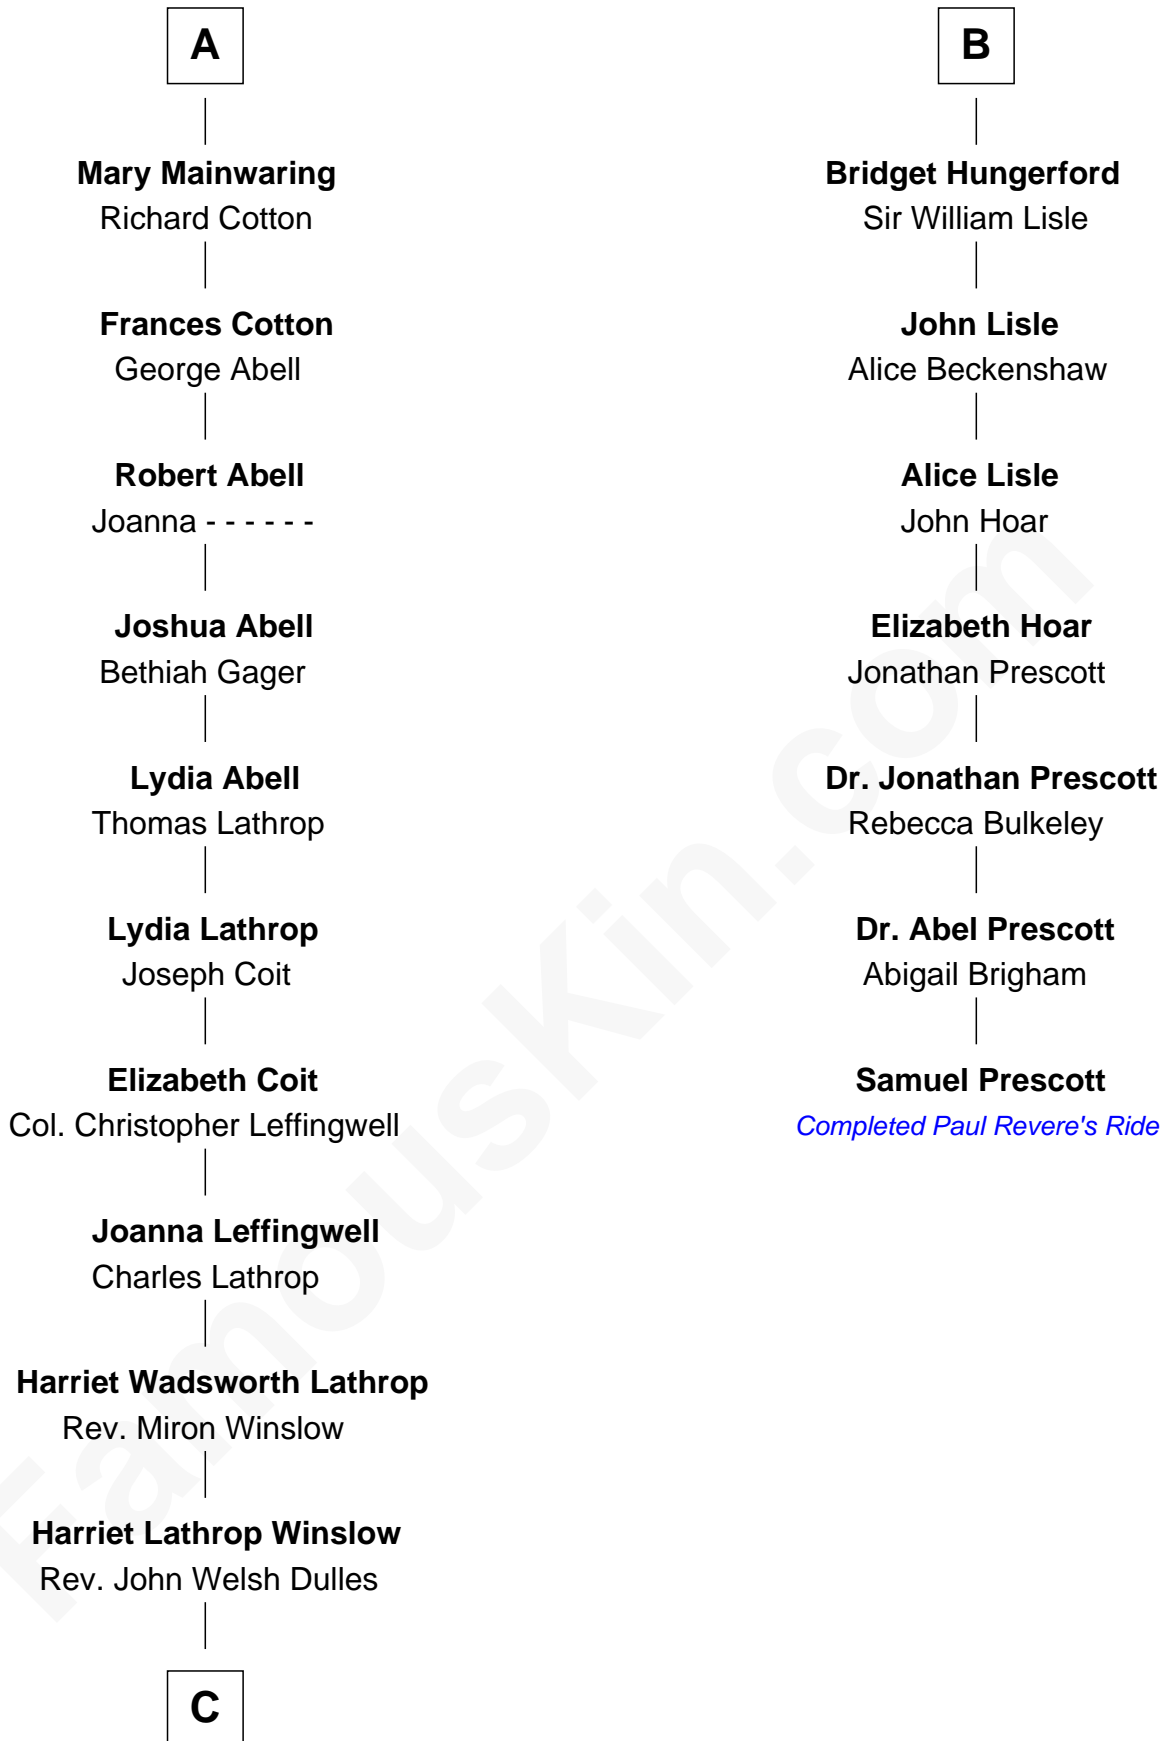 A
Mary Mainwaring
Richard Cotton
Frances Cotton
George Abell
Robert Abell
Joanna - - - - - -
Joshua Abell
Bethiah Gager
Lydia Abell
Thomas Lathrop
Lydia Lathrop
Joseph Coit
Elizabeth Coit
Col. Christopher Leffingwell
Joanna Leffingwell
Charles Lathrop
Harriet Wadsworth Lathrop
Rev. Miron Winslow
Harriet Lathrop Winslow
Rev. John Welsh Dulles
C
B
Bridget Hungerford
Sir William Lisle
John Lisle
Alice Beckenshaw
Alice Lisle
John Hoar
Elizabeth Hoar
Jonathan Prescott
Dr. Jonathan Prescott
Rebecca Bulkeley
Dr. Abel Prescott
Abigail Brigham
Samuel Prescott
Completed Paul Revere's Ride
FamousKin.com